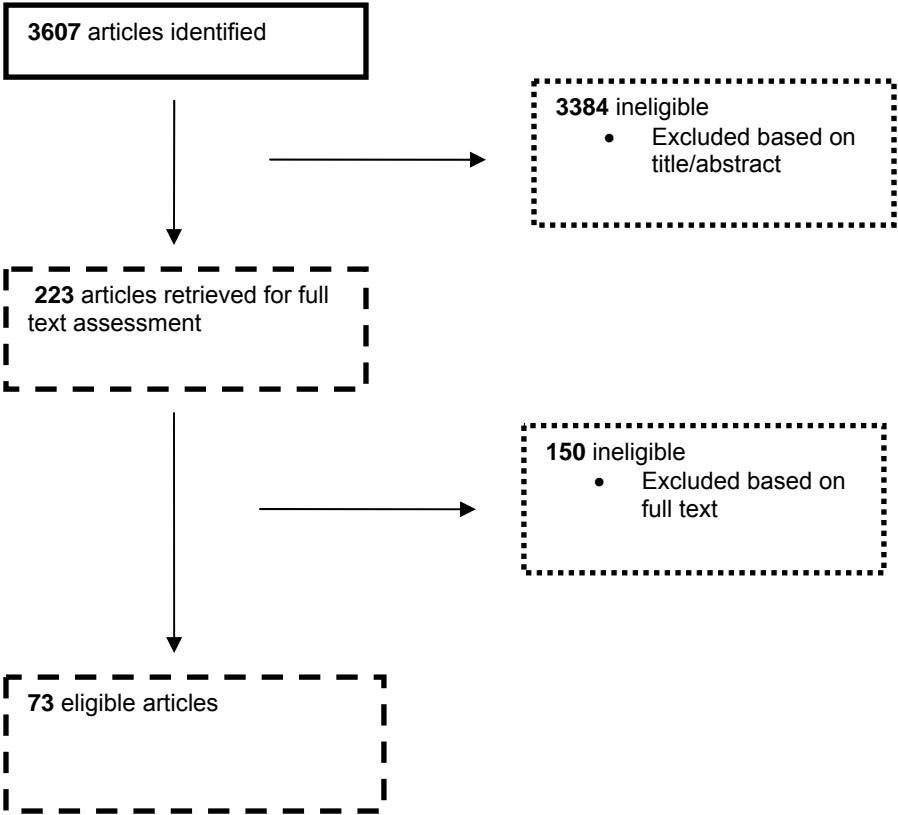 3607 articles identified
3384 ineligible
• Excluded based on
title/abstract
223 articles retrieved for full
text assessment
150 ineligible
• Excluded based on
full text
73 eligible articles